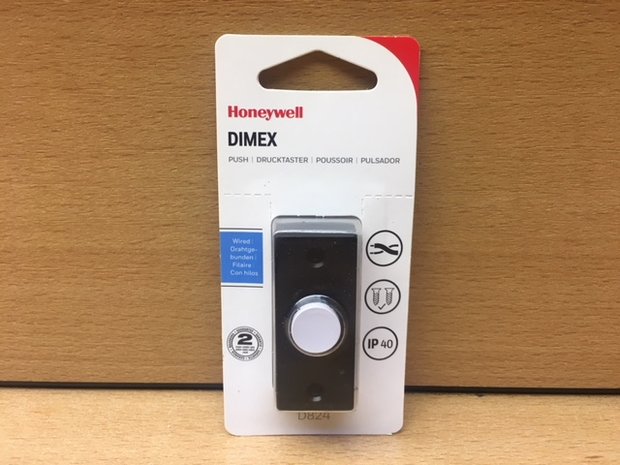 Honeywell
DIMEX
PUSH | DRUCKTASTER | POUSSOIR | PULSADOR
Wired |
Drahtge-
bunden |
Filaire |
Con hilos
2
IP 40
D824